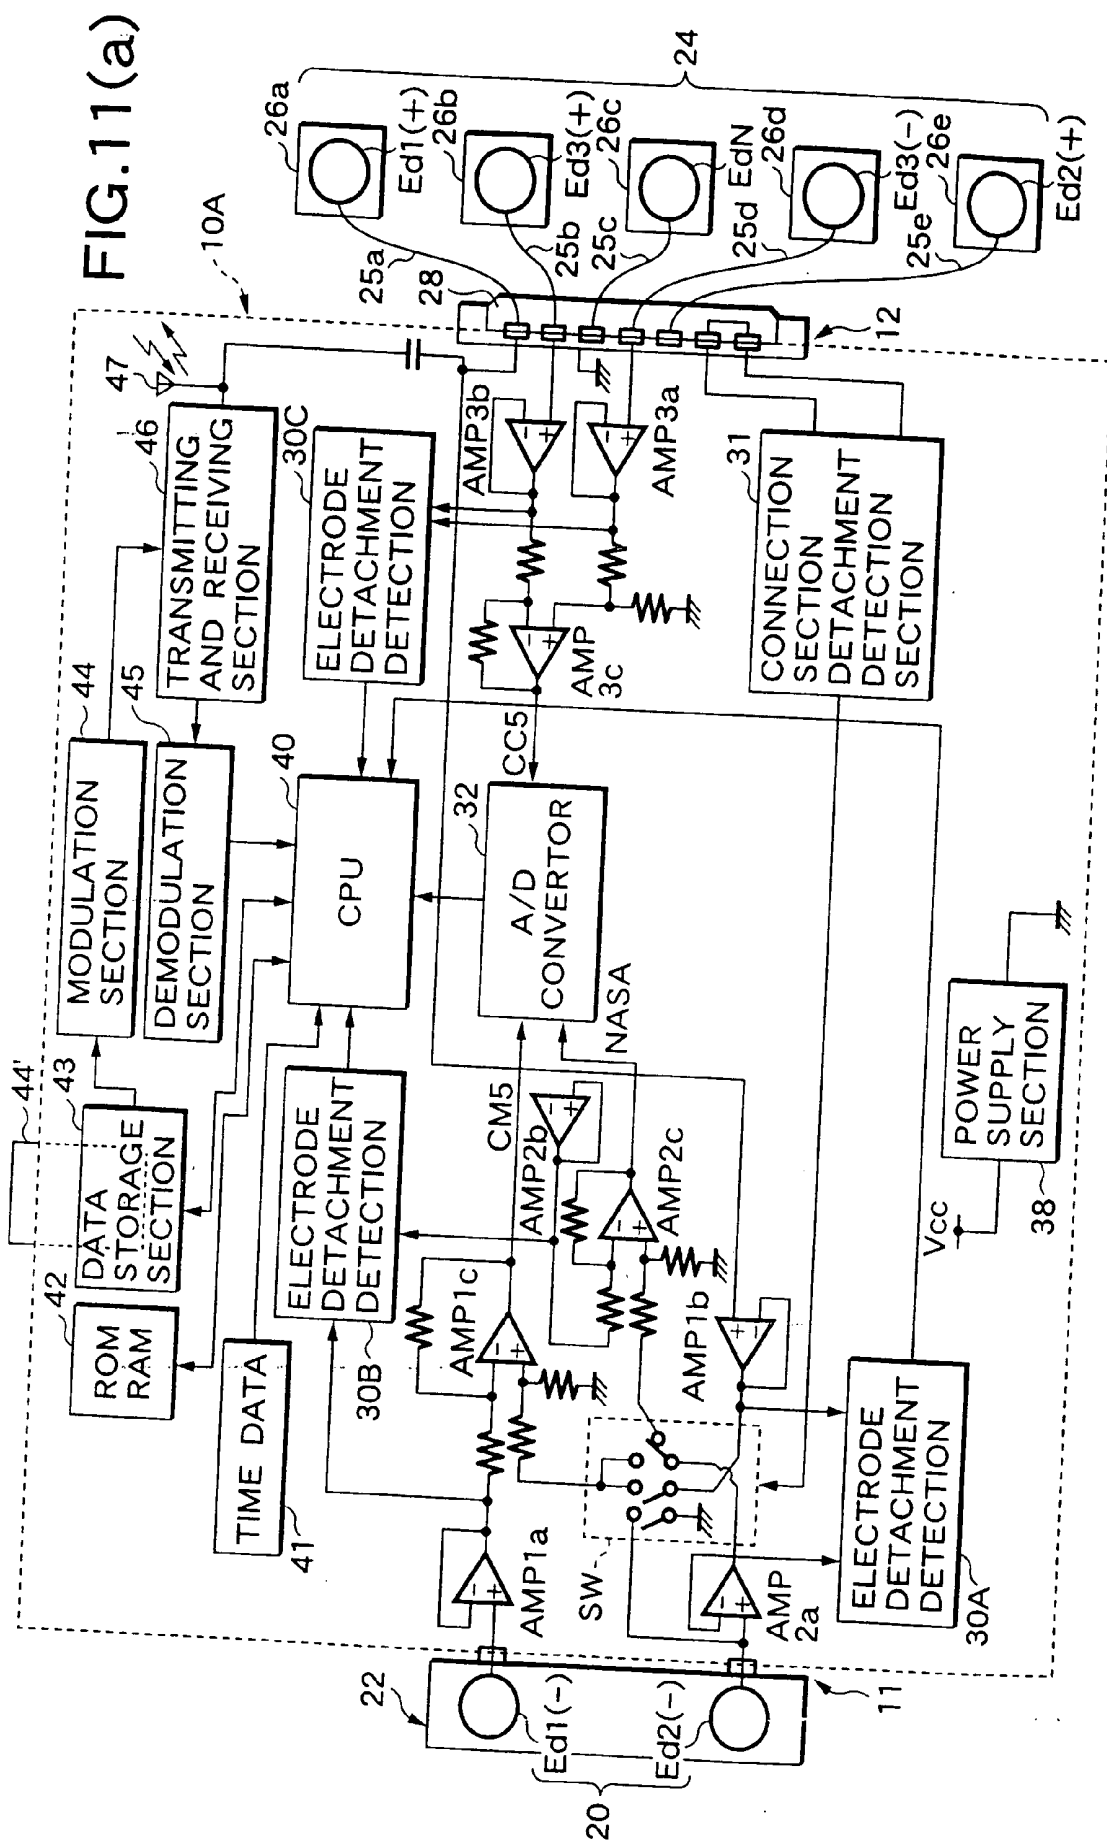 FIG.11(a)
10A
44'
42
ROM
RAM
43
DATA
STORAGE
SECTION
44
MODULATION
SECTION
45
DEMODULATION
SECTION
46
TRANSMITTING
AND RECEIVING
SECTION
47
TIME DATA
41
ELECTRODE
DETACHMENT
DETECTION
30B
40
CPU
30C
ELECTRODE
DETACHMENT
DETECTION
32
A/D
CONVERTOR
CM5
NASA
CC5
AMP1a
AMP1c
AMP2b
AMP2c
AMP1b
AMP
2a
AMP
3c
AMP3b
AMP3a
SW
22
Ed1(-)
Ed2(-)
20
11
ELECTRODE
DETACHMENT
DETECTION
30A
Vcc
POWER
SUPPLY
SECTION
38
31
CONNECTION
SECTION
DETACHMENT
DETECTION
SECTION
12
28
25a
25b
25c
25d
25e
26a
Ed1(+)
26b
Ed3(+)
26c
EdN
26d
Ed3(-)
26e
Ed2(+)
24